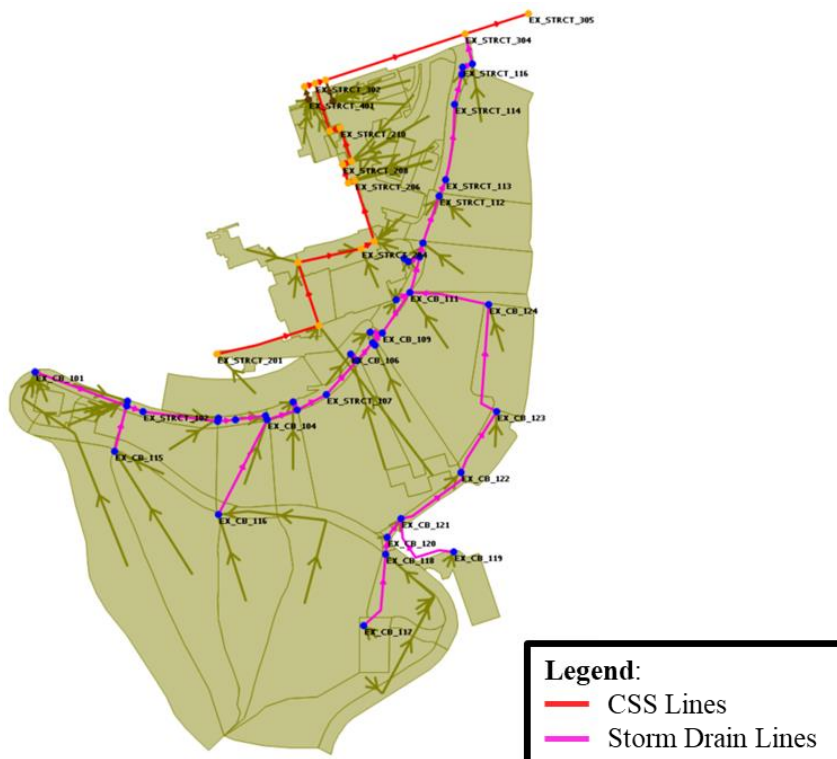 EX_STRCT_305
EX_STRCT_304
EX_STRCT_116
EX_STRCT_302
EX_STRCT_401
EX_STRCT_114
EX_STRCT_210
EX_STRCT_208
EX_STRCT_206
EX_STRCT_113
EX_STRCT_112
EX_STRCT_204
EX_CB_111
EX_CB_124
EX_CB_109
EX_STRCT_201
EX_CB_106
EX_CB_101
EX_STRCT_107
EX_STRCT_102
EX_CB_104
EX_CB_123
EX_CB_115
EX_CB_122
EX_CB_116
EX_CB_121
EX_CB_120
EX_CB_119
EX_CB_118
EX_CB_117
Legend:
CSS Lines
Storm Drain Lines